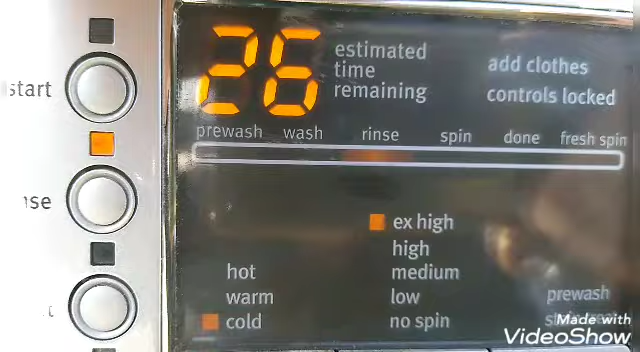 start
26
estimated
time
remaining
add clothes
controls locked
prewash wash rinse spin done fresh spin
ex high
high
hot medium
warm low prewash
cold no spin
Made with
VideoShow